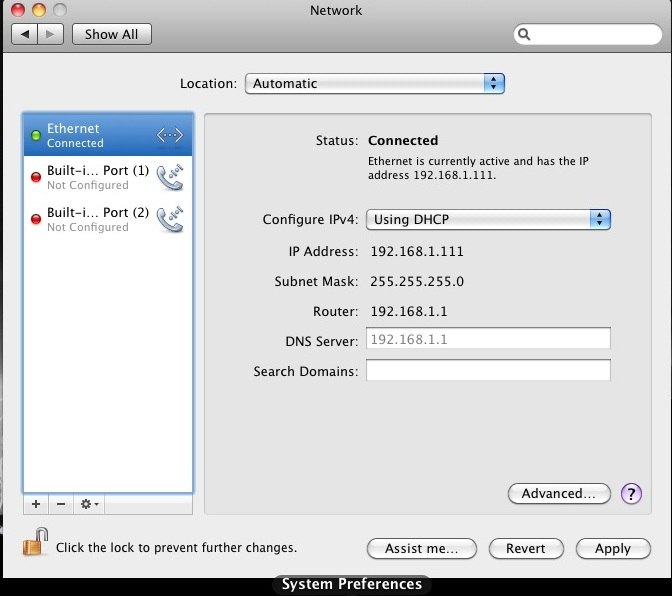 Network
Show All
Location: Automatic
Ethernet
Connected
Built-i... Port (1)
Not Configured
Built-i... Port (2)
Not Configured
Status: Connected
Ethernet is currently active and has the IP
address 192.168.1.111.
Configure IPv4: Using DHCP
IP Address: 192.168.1.111
Subnet Mask: 255.255.255.0
Router: 192.168.1.1
DNS Server: 192.168.1.1
Search Domains:
Advanced... ?
Click the lock to prevent further changes.
Assist me... Revert Apply
System Preferences